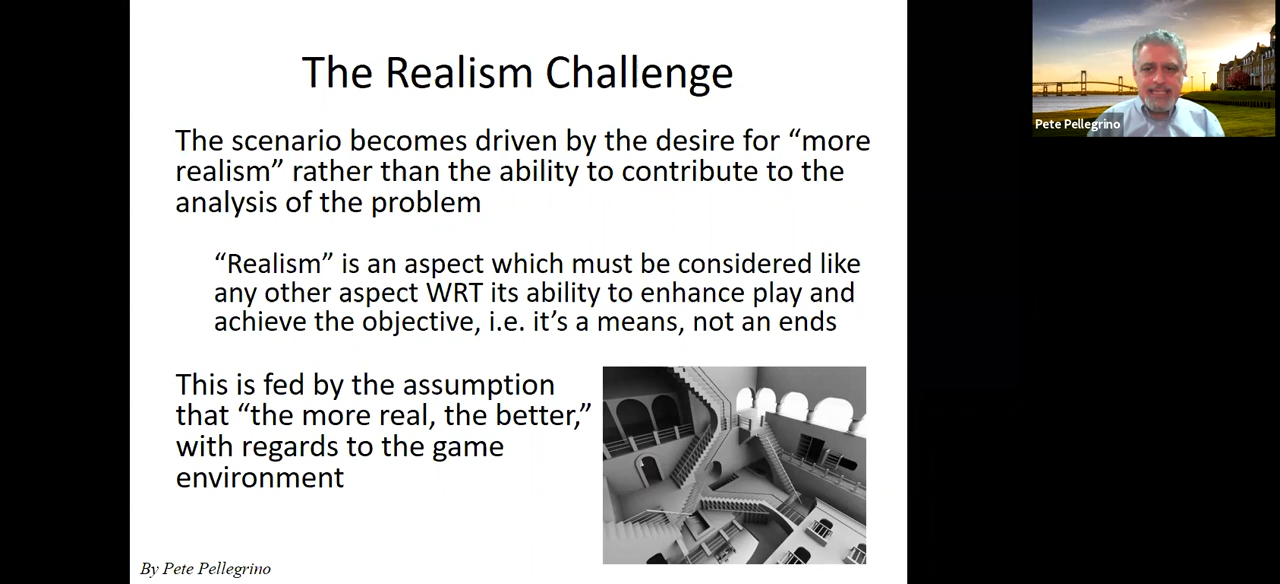 The Realism Challenge
The scenario becomes driven by the desire for “more
realism” rather than the ability to contribute to the
analysis of the problem
“Realism” is an aspect which must be considered like
any other aspect WRT its ability to enhance play and
achieve the objective, i.e. it’s a means, not an ends
This is fed by the assumption
that “the more real, the better,”
with regards to the game
environment
By Pete Pellegrino
Pete Pellegrino